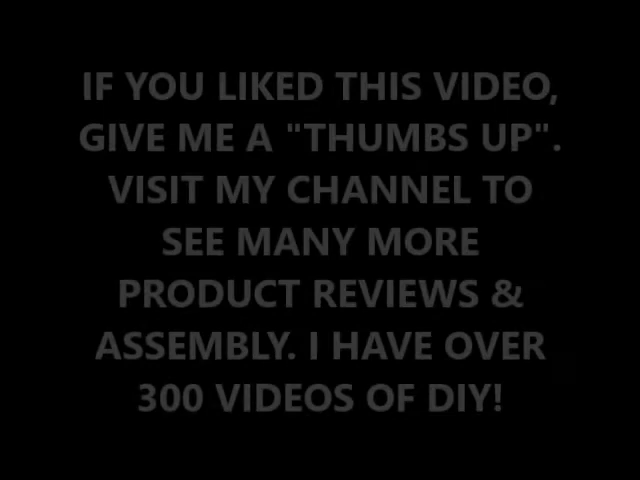 IF YOU LIKED THIS VIDEO,
GIVE ME A "THUMBS UP".
VISIT MY CHANNEL TO
SEE MANY MORE
PRODUCT REVIEWS &
ASSEMBLY. I HAVE OVER
300 VIDEOS OF DIY!